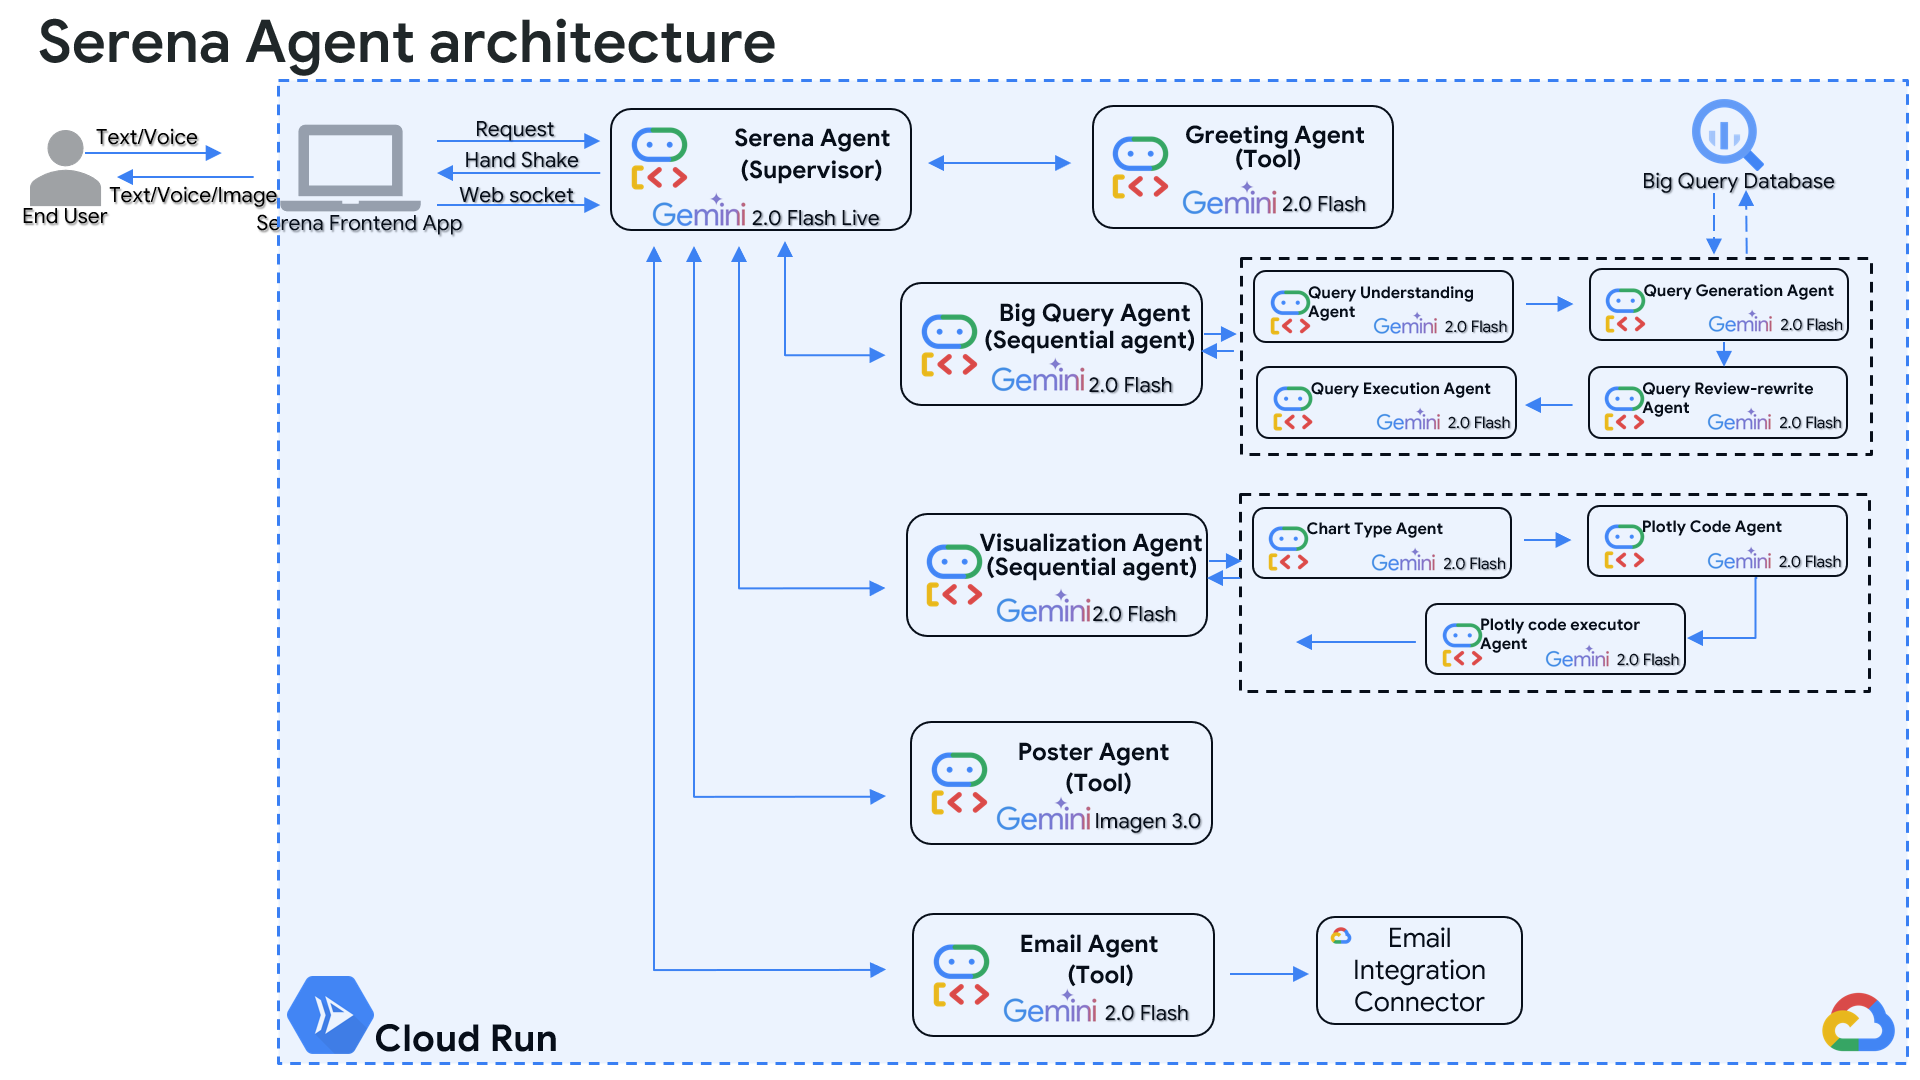 Serena Agent architecture
Text/Voice
Text/Voice/Image
End User
Serena Frontend App
Request
Hand Shake
Web socket
Serena Agent
(Supervisor)
Gemini 2.0 Flash Live
Greeting Agent
(Tool)
Gemini 2.0 Flash
Big Query Database
Big Query Agent
(Sequential agent)
Gemini 2.0 Flash
Query Understanding
Agent
Gemini 2.0 Flash
Query Generation Agent
Gemini 2.0 Flash
Query Execution Agent
Gemini 2.0 Flash
Query Review-rewrite
Agent
Gemini 2.0 Flash
Visualization Agent
(Sequential agent)
Gemini 2.0 Flash
Chart Type Agent
Gemini 2.0 Flash
Plotly Code Agent
Gemini 2.0 Flash
Plotly code executor
Agent
Gemini 2.0 Flash
Poster Agent
(Tool)
Gemini Imagen 3.0
Email Agent
(Tool)
Gemini 2.0 Flash
Email
Integration
Connector
Cloud Run